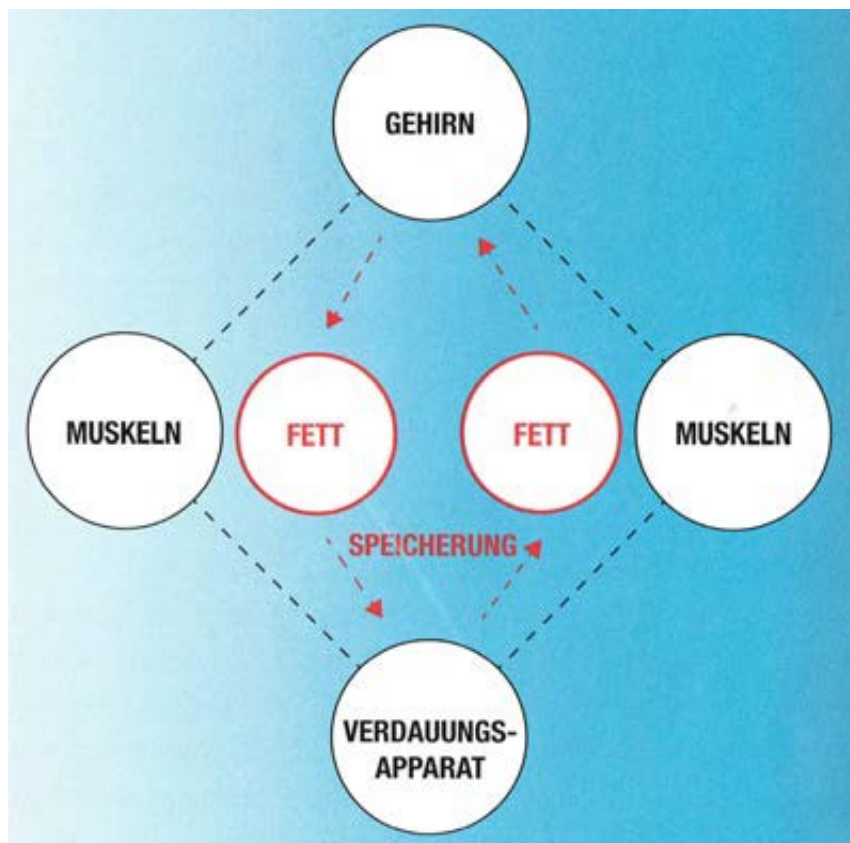 GEHIRN
MUSKELN
FETT
FETT
MUSKELN
SPEICHERUNG
VERDAUUNGS-
APPARAT